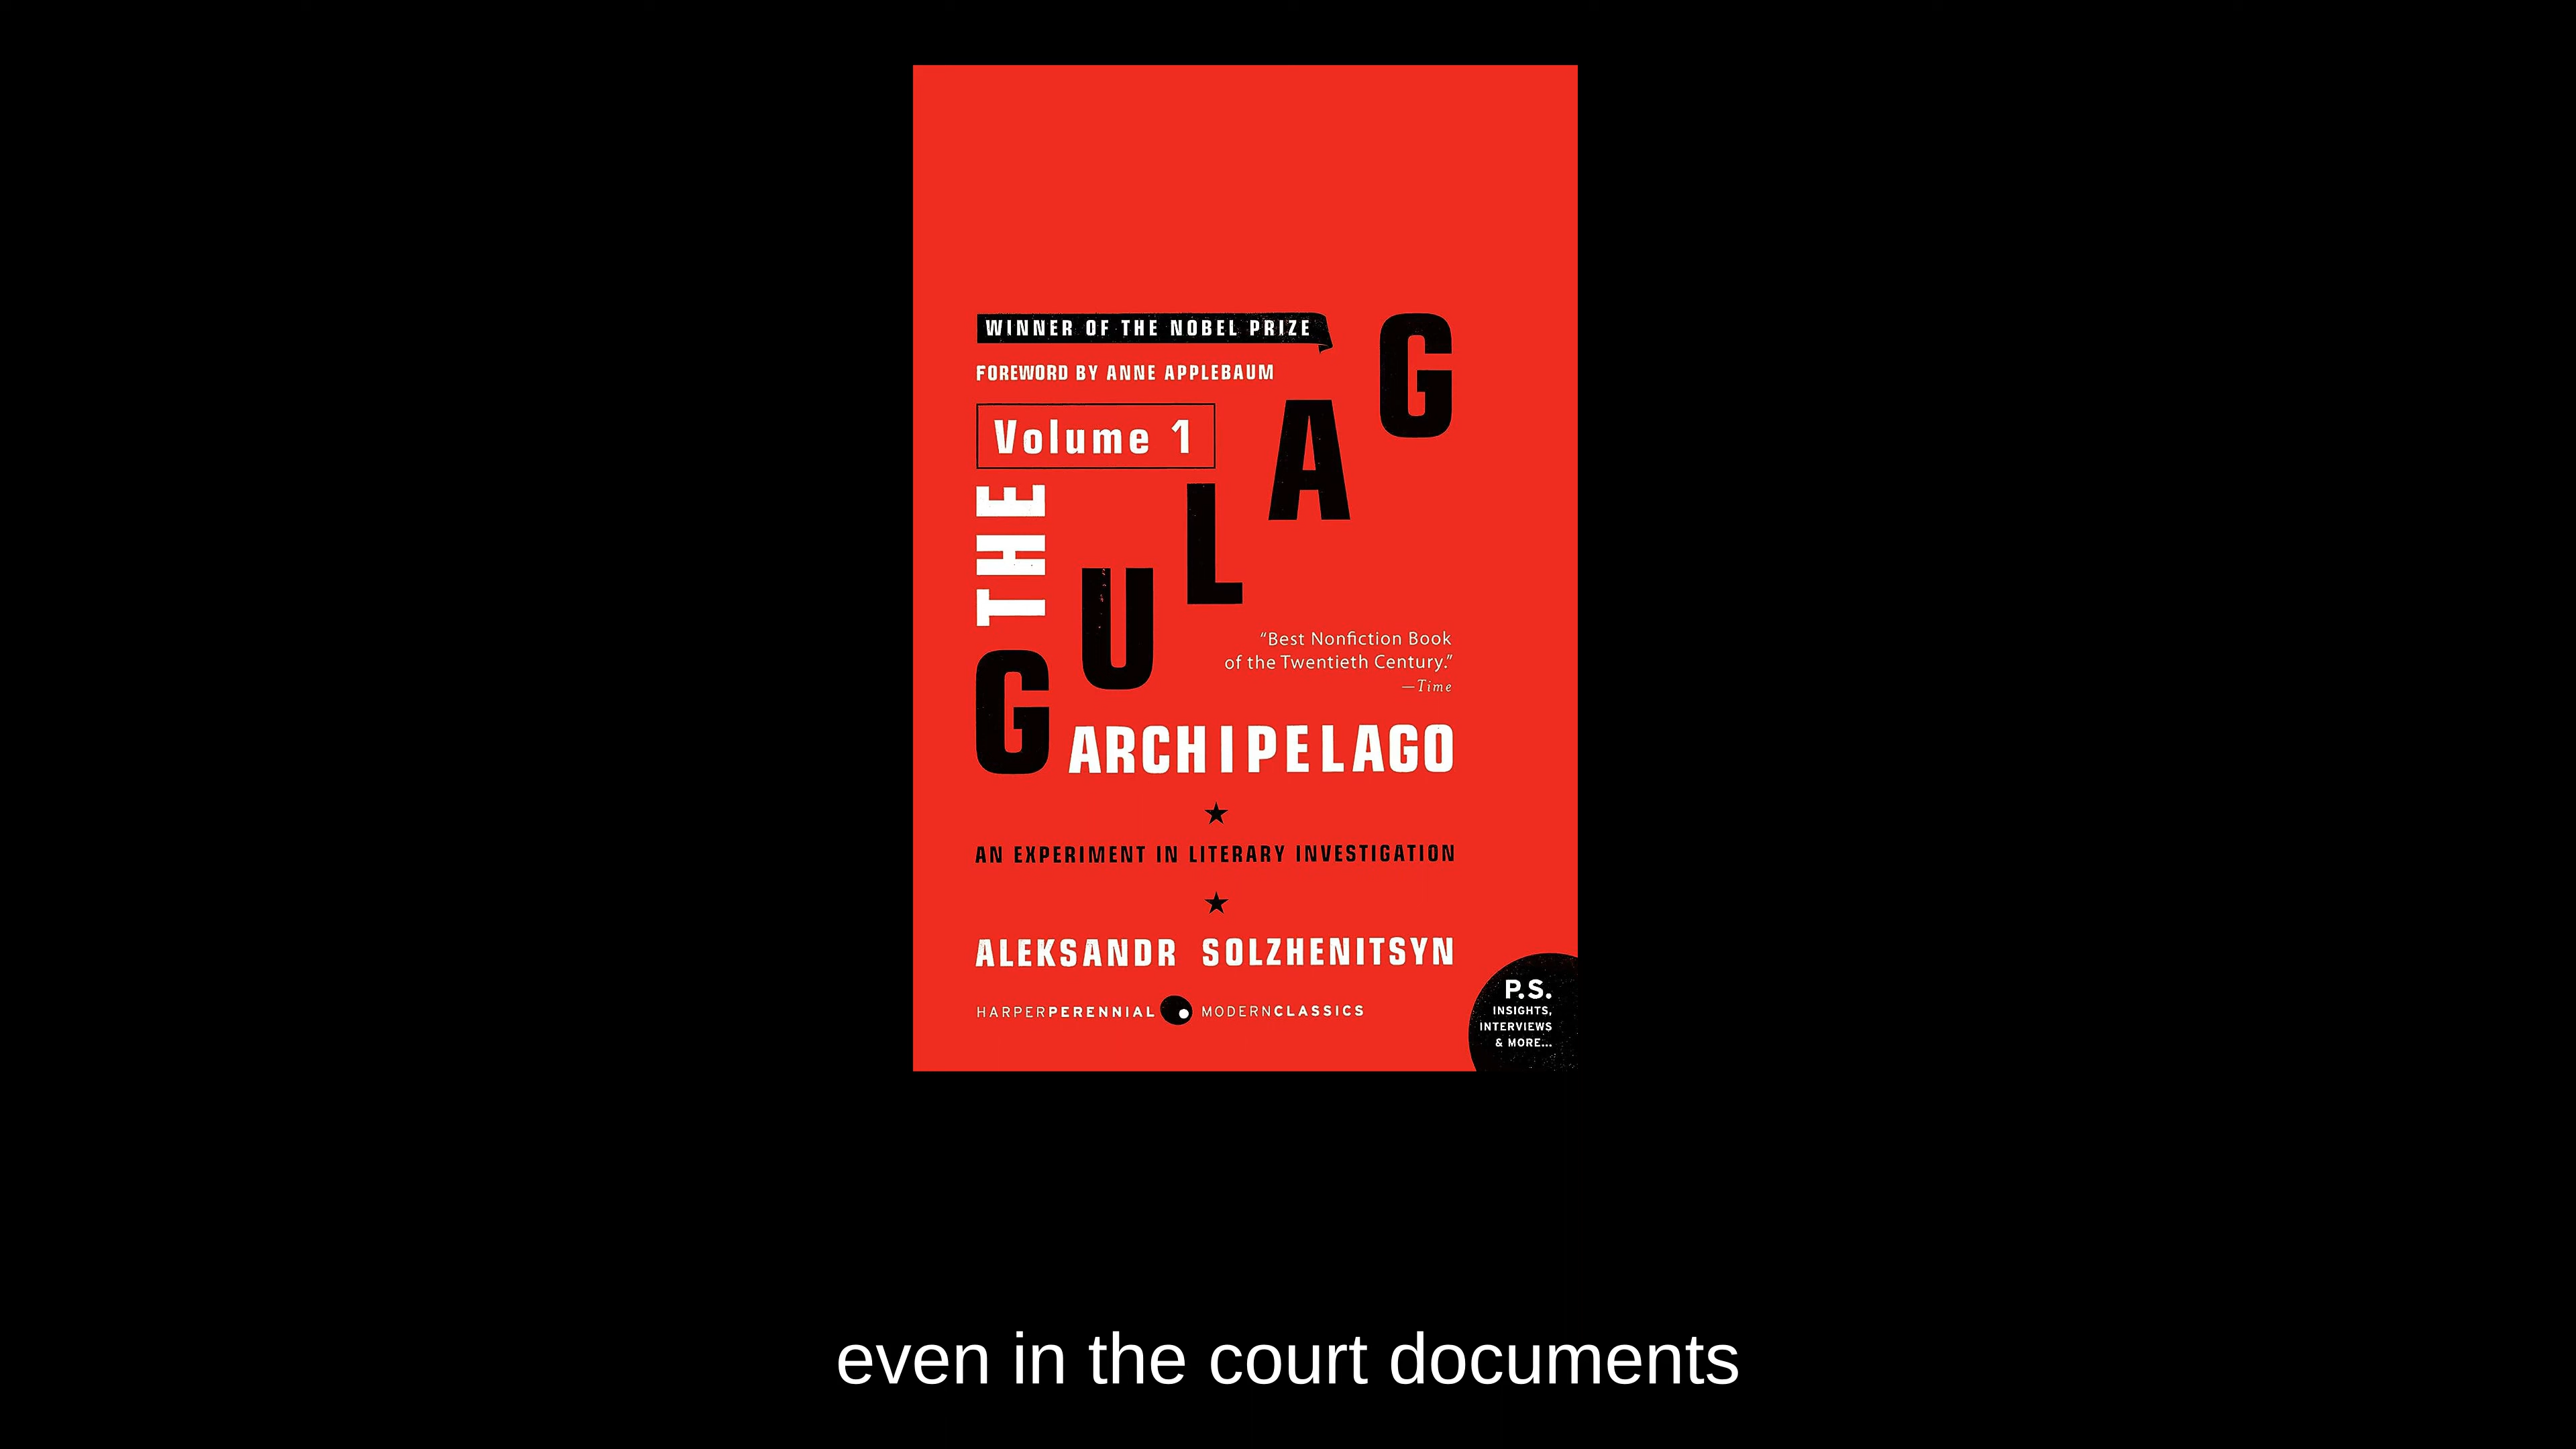 WINNER OF THE NOBEL PRIZE
FOREWORD BY ANNE APPLEBAUM
Volume 1
THE
GULAG
ARCHIPELAGO
“Best Nonfiction Book
of the Twentieth Century.”
—Time
AN EXPERIMENT IN LITERARY INVESTIGATION
ALEKSANDR SOLZHENITSYN
HARPERPERENNIAL MODERNCLASSICS
P.S.
INSIGHTS,
INTERVIEWS
& MORE...
even in the court documents